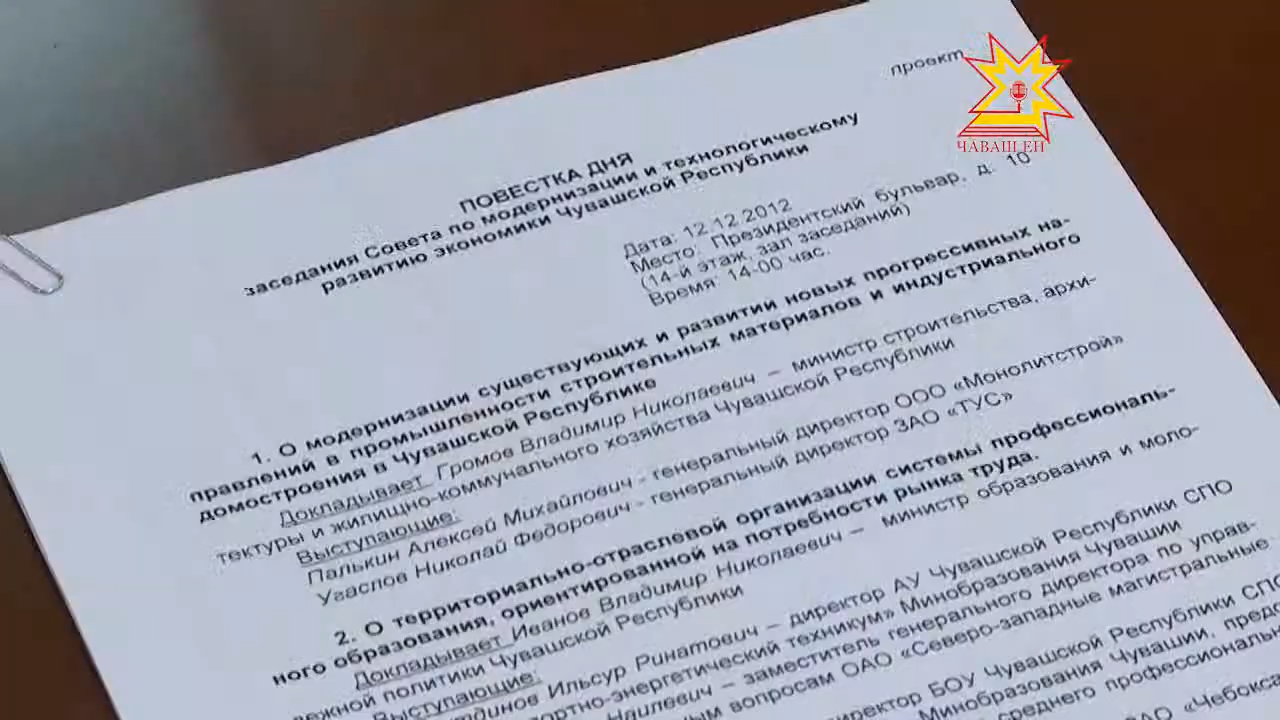 проект
ЧАВАШ ЕН
ПОВЕСТКА ДНЯ
заседания Совета по модернизации и технологическому
развитию экономики Чувашской Республики
Дата: 12.12.2012
Место: Президентский бульвар, д. 10
(14-й этаж, зал заседаний)
Время: 14-00 час.
1. О модернизации существующих и развитии новых прогрессивных на-
правлений в промышленности строительных материалов и индустриального
домостроения в Чувашской Республике
Докладывает Громов Владимир Николаевич – министр строительства, архи-
тектуры и жилищно-коммунального хозяйства Чувашской Республики
Выступающие:
Палькин Алексей Михайлович - генеральный директор ООО «Монолитстрой»
Угаслов Николай Федорович - генеральный директор ЗАО «ТУС»
2. О территориально-отраслевой организации системы профессиональ-
ного образования, ориентированной на потребности рынка труда.
Докладывает Иванов Владимир Николаевич – министр образования и моло-
дежной политики Чувашской Республики
Выступающие:
Ильсур Ринатович – директор АУ Чувашской Республики СПО
энергетический техникум» Минобразования Чувашии
Наилевич – заместитель генерального директора по управ-
вопросам ОАО «Северо-западные магистральные
директор БОУ Чувашской Республики СПО
Минобразования Чувашии,
среднего
«Чебокса